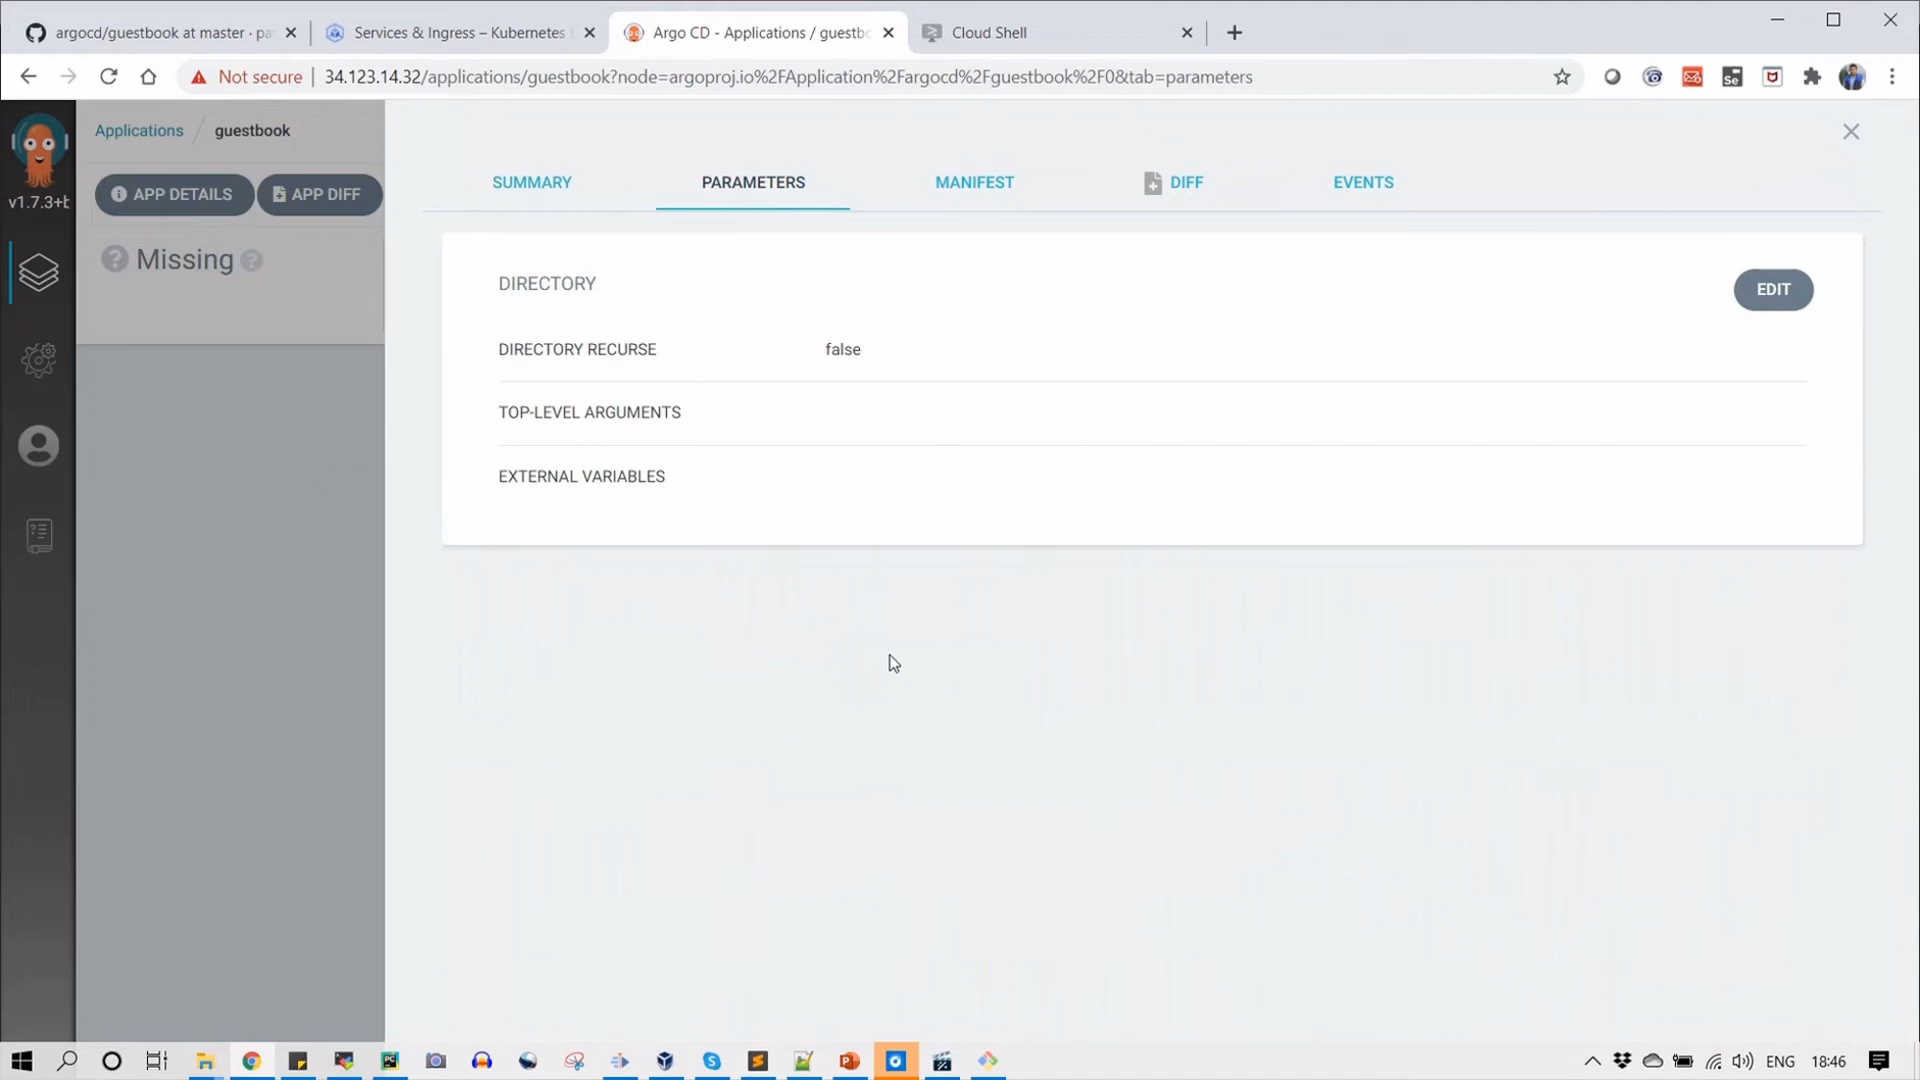 argocd/guestbook at master · pa
Services & Ingress – Kubernetes
Argo CD - Applications / guestbo
Cloud Shell
Not secure
34.123.14.32/applications/guestbook?node=argoproj.io%2FApplication%2Fargocd%2Fguestbook%2F0&tab=parameters
Se
v1.7.3+b
Applications / guestbook
APP DETAILS
APP DIFF
Missing
SUMMARY
PARAMETERS
MANIFEST
DIFF
EVENTS
DIRECTORY
EDIT
DIRECTORY RECURSE
false
TOP-LEVEL ARGUMENTS
EXTERNAL VARIABLES
ENG
18:46